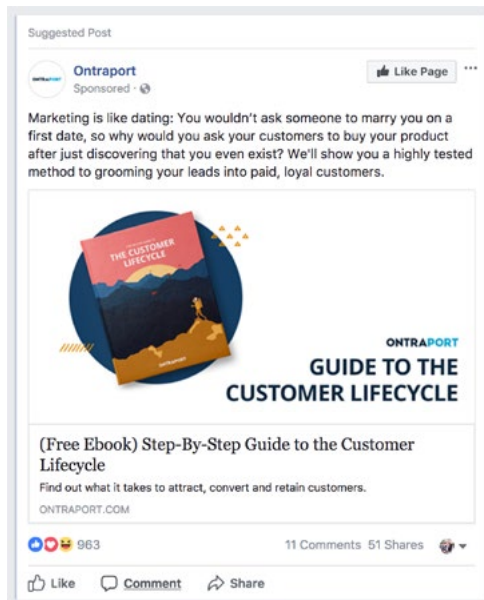 Suggested Post
Ontraport
Sponsored ·
Like Page
Marketing is like dating: You wouldn't ask someone to marry you on a
first date, so why would you ask your customers to buy your product
after just discovering that you even exist? We'll show you a highly tested
method to grooming your leads into paid, loyal customers.
THE CUSTOMER
LIFECYCLE
ONTRAPORT
ONTRAPORT
GUIDE TO THE
CUSTOMER LIFECYCLE
(Free Ebook) Step-By-Step Guide to the Customer
Lifecycle
Find out what it takes to attract, convert and retain customers.
ONTRAPORT.COM
963
11 Comments 51 Shares
Like Comment Share